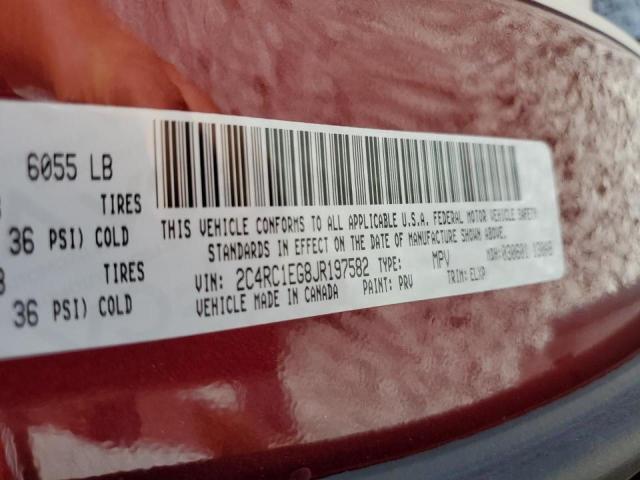 6055 LB
TIRES
36 PSI) COLD
TIRES
36 PSI) COLD
THIS VEHICLE CONFORMS TO ALL APPLICABLE U.S.A. FEDERAL MOTOR VEHICLE SAFETY
STANDARDS IN EFFECT ON THE DATE OF MANUFACTURE SHOWN ABOVE.
VIN: 2C4RC1EG8JR197582 TYPE: MPV MDH:
VEHICLE MADE IN CANADA PAINT: PRV TRIM: